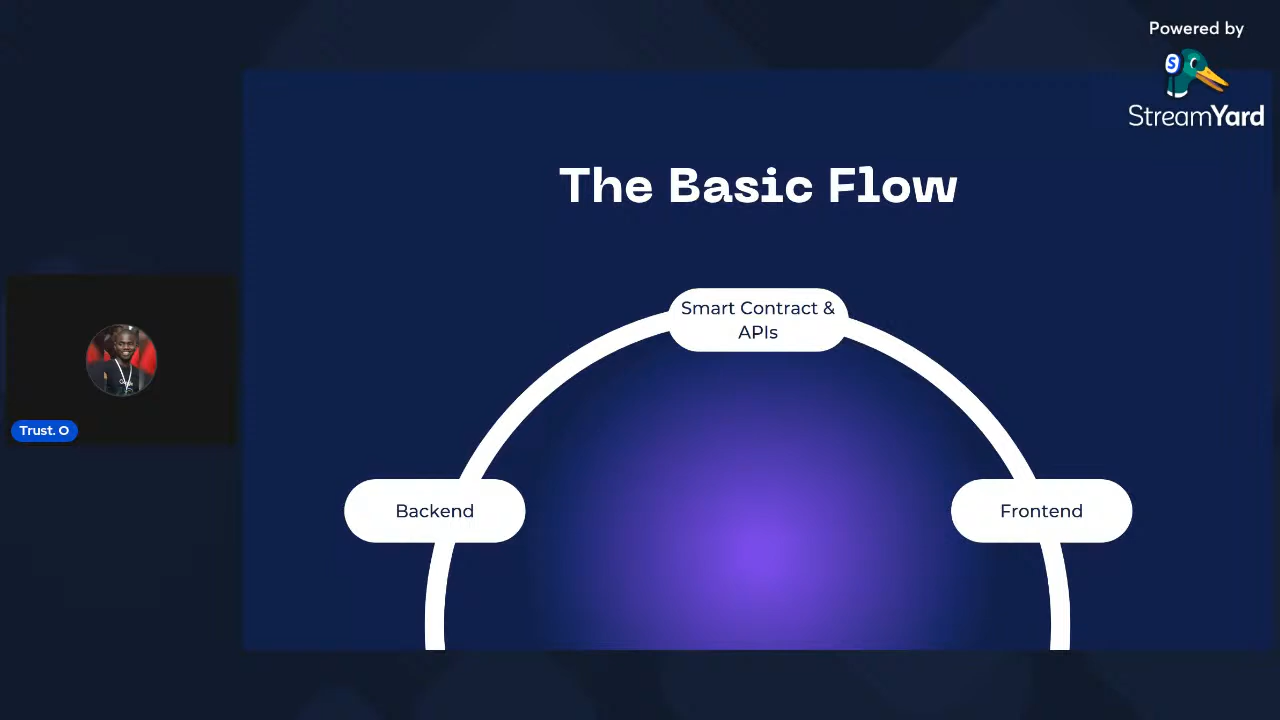 Powered by
StreamYard
The Basic Flow
Smart Contract &
APIs
Backend
Frontend
Trust. O